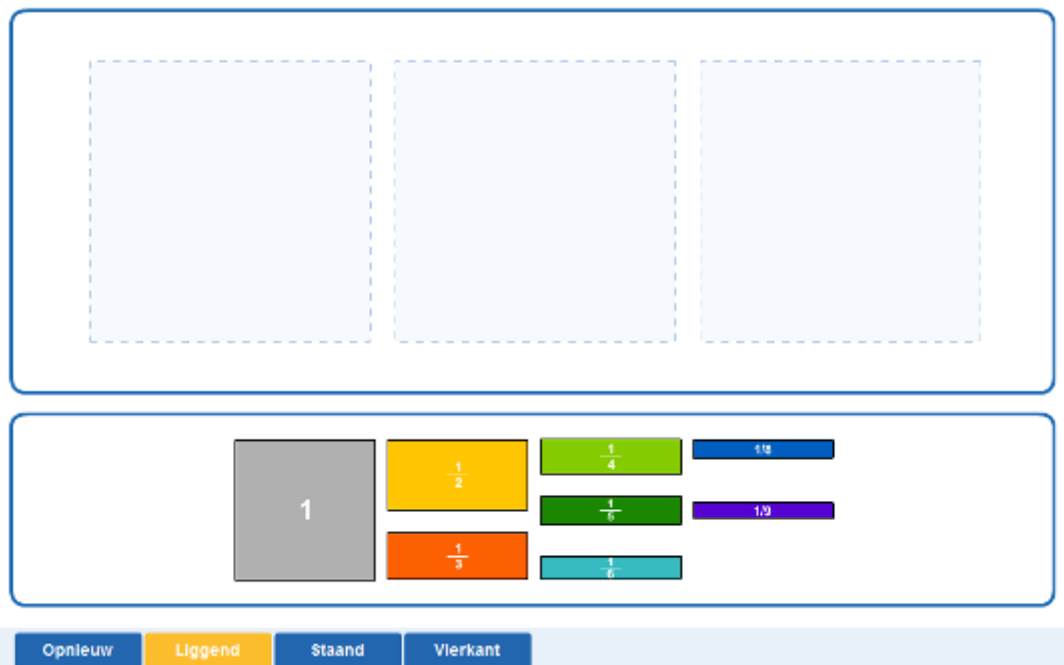 1
1/2
1/3
1/4
1/5
1/6
1/8
1/9
Opnieuw
Liggend
Staand
Vierkant